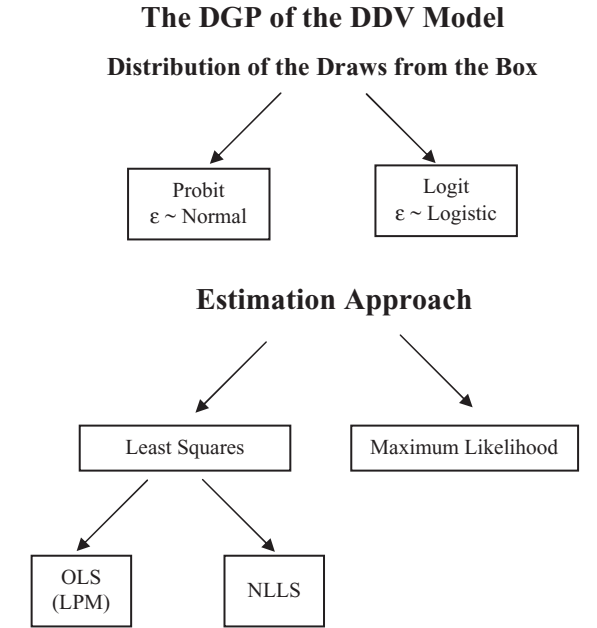 The DGP of the DDV Model
Distribution of the Draws from the Box
Probit
ε ~ Normal
Logit
ε ~ Logistic
Estimation Approach
Least Squares
Maximum Likelihood
OLS
(LPM)
NLLS